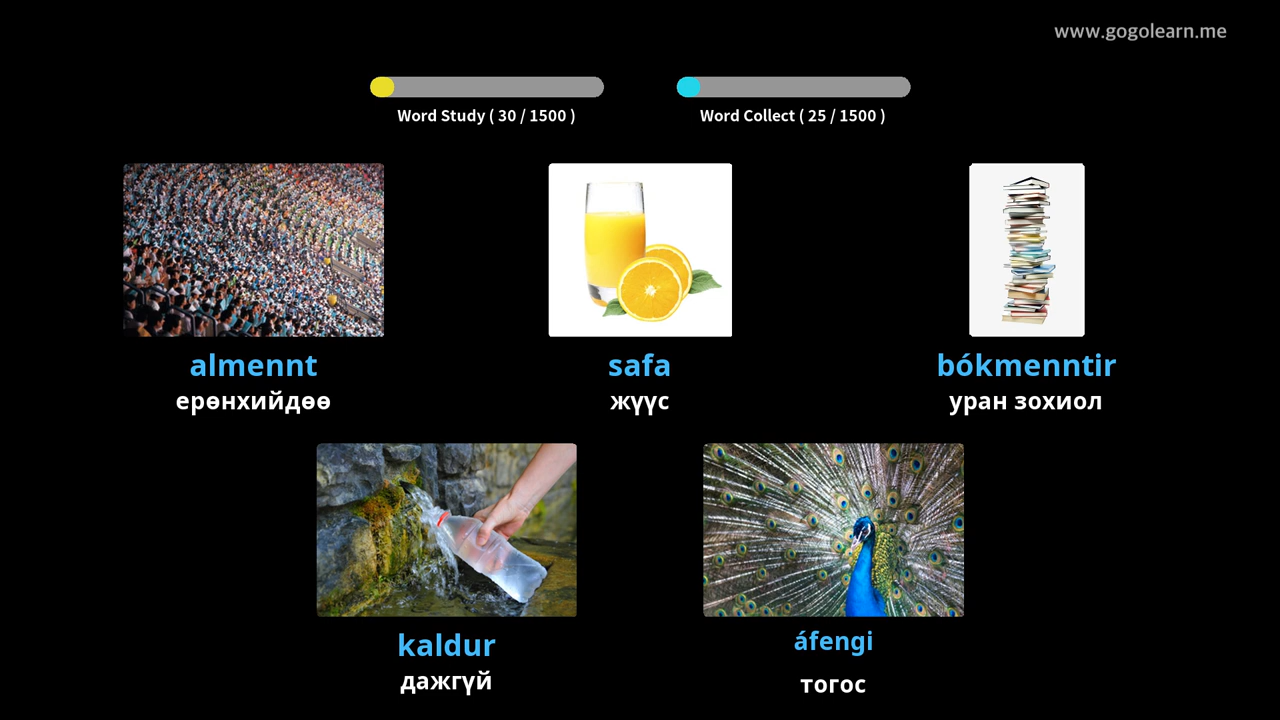 www.gogolearn.me
Word Study ( 30 / 1500 )
Word Collect ( 25 / 1500 )
almennt
ерөнхийдөө
safa
жүүс
bókmenntir
уран зохиол
kaldur
дажгүй
áfengi
тогос